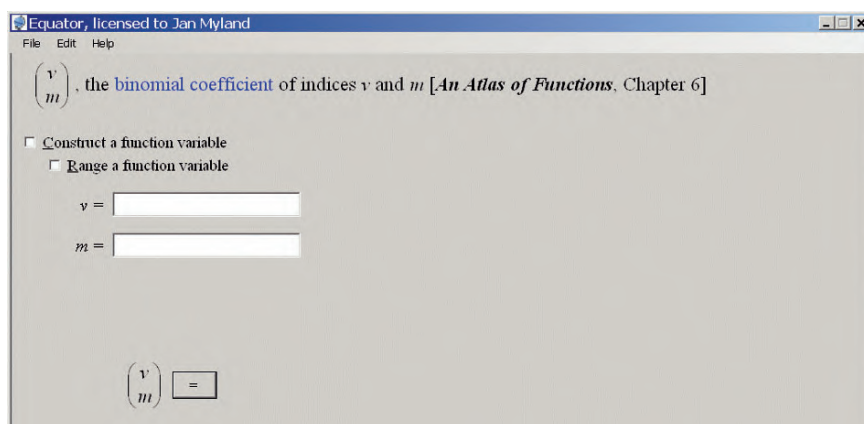 Equator, licensed to Jan Myland
File Edit Help
(v
m), the binomial coefficient of indices v and m [An Atlas of Functions, Chapter 6]
Construct a function variable
Range a function variable
v =
m =
(v
m) =